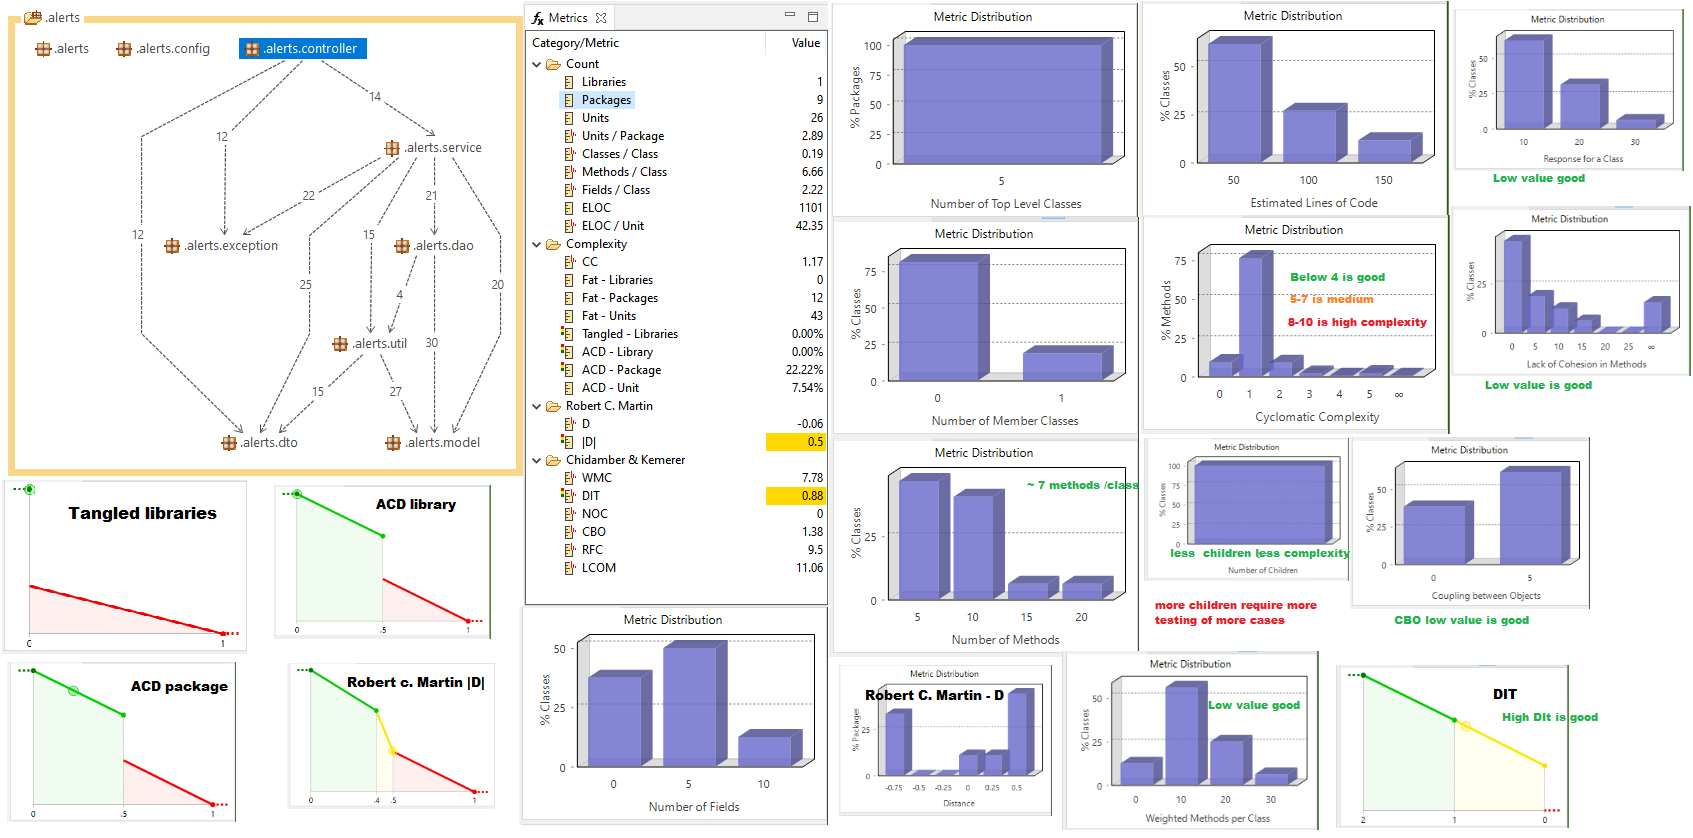 .alerts
.alerts
.alerts.config
.alerts.controller
14
12
.alerts.service
22
21
12
15
.alerts.exception
.alerts.dao
25
4
20
.alerts.util
30
15
27
.alerts.dto
.alerts.model
Metrics
Category/Metric Value
Count
Libraries 1
Packages 9
Units 26
Units / Package 2.89
Classes / Class 0.19
Methods / Class 6.66
Fields / Class 2.22
ELOC 1101
ELOC / Unit 42.35
Complexity
CC 1.17
Fat - Libraries 0
Fat - Packages 12
Fat - Units 43
Tangled - Libraries 0.00%
ACD - Library 0.00%
ACD - Package 22.22%
ACD - Unit 7.54%
Robert C. Martin
D -0.06
|D| 0.5
Chidamber & Kemerer
WMC 7.78
DIT 0.88
NOC 0
CBO 1.38
RFC 9.5
LCOM 11.06
Metric Distribution
% Packages
100
75
50
25
0
5
Number of Top Level Classes
Metric Distribution
% Classes
50
25
0
50 100 150
Estimated Lines of Code
Metric Distribution
% Classes
50
25
0
10 20 30
Response for a Class
Low value good
Metric Distribution
% Classes
75
50
25
0
0 1
Number of Member Classes
Metric Distribution
% Methods
75
50
25
0
Below 4 is good
5-7 is medium
8-10 is high complexity
0 1 2 3 4 5 ∞
Cyclomatic Complexity
Metric Distribution
% Classes
25
0
0 5 10 15 20 25 ∞
Lack of Cohesion in Methods
Low value is good
Metric Distribution
~ 7 methods /class
% Classes
25
0
5 10 15 20
Number of Methods
Metric Distribution
% Classes
100
75
50
25
0
less children less complexity
Number of Children
more children require more
testing of more cases
Metric Distribution
% Classes
50
25
0
0 5
Coupling between Objects
CBO low value is good
Tangled libraries
0 1
ACD library
0 .5 1
ACD package
0 .5 1
Robert c. Martin |D|
0 .4 .5 1
Metric Distribution
% Classes
50
25
0
0 5 10
Number of Fields
Metric Distribution
Robert C. Martin - D
% Packages
25
0
-0.75 -0.5 -0.25 0 0.25 0.5
Distance
Metric Distribution
Low value good
% Classes
50
25
0
0 10 20 30
Weighted Methods per Class
DIT
High DIt is good
2 1 0